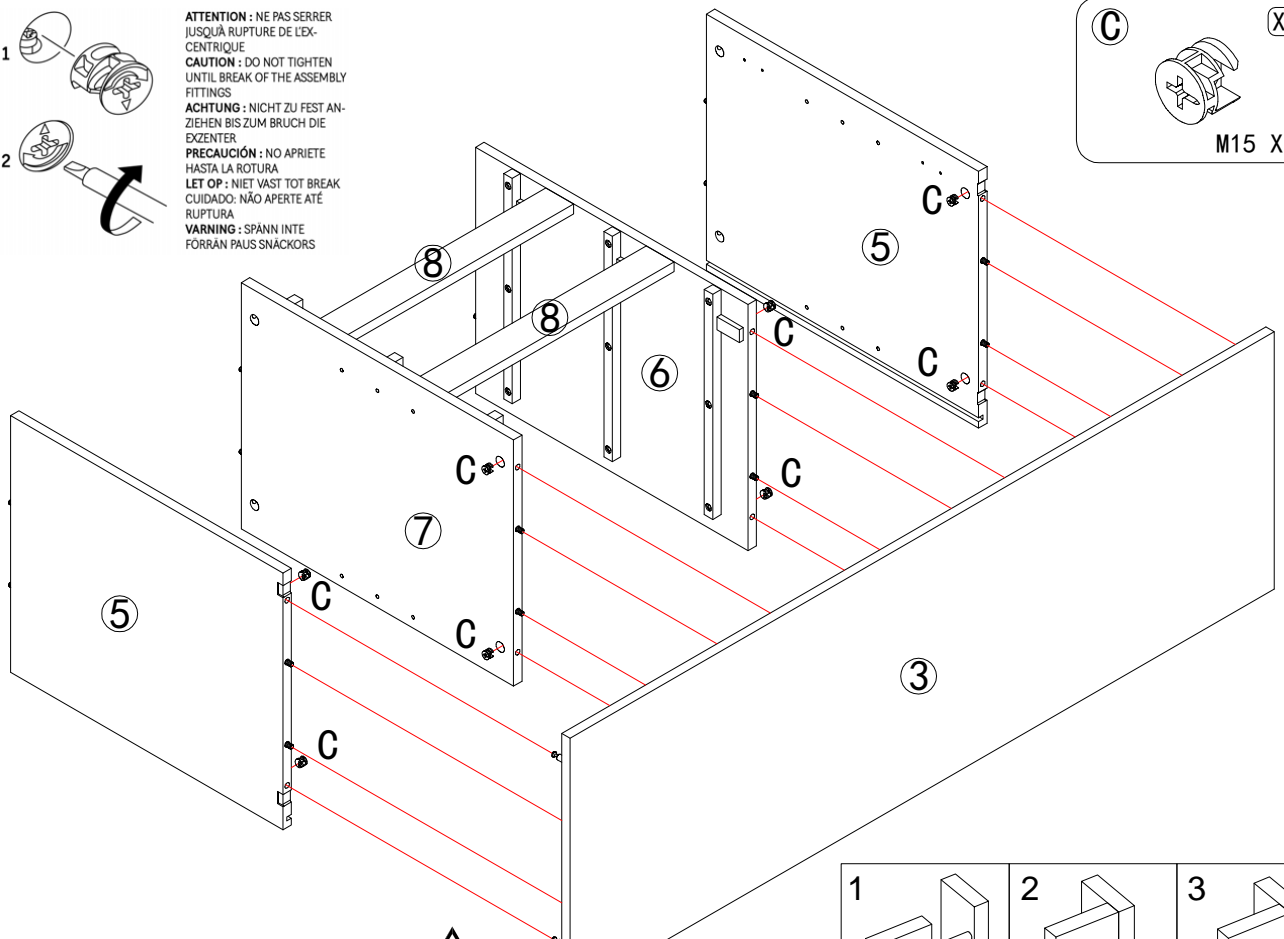 1
ATTENTION : NE PAS SERRER
JUSQU'À RUPTURE DE L'EX-
CENTRIQUE
CAUTION : DO NOT TIGHTEN
UNTIL BREAK OF THE ASSEMBLY
FITTINGS
ACHTUNG : NICHT ZU FEST AN-
ZIEHEN BIS ZUM BRUCH DIE
EXZENTER
PRECAUCIÓN : NO APRIETE
HASTA LA ROTURA
LET OP : NIET VAST TOT BREAK
CUIDADO: NÃO APERTE ATÉ
RUPTURA
VARNING : SPÄNN INTE
FÖRRÄN PAUS SNÄCKORS
2
C
X
M15 X
C
5
8
8
C
C
6
C
C
7
C
5
C
C
3
1
2
3